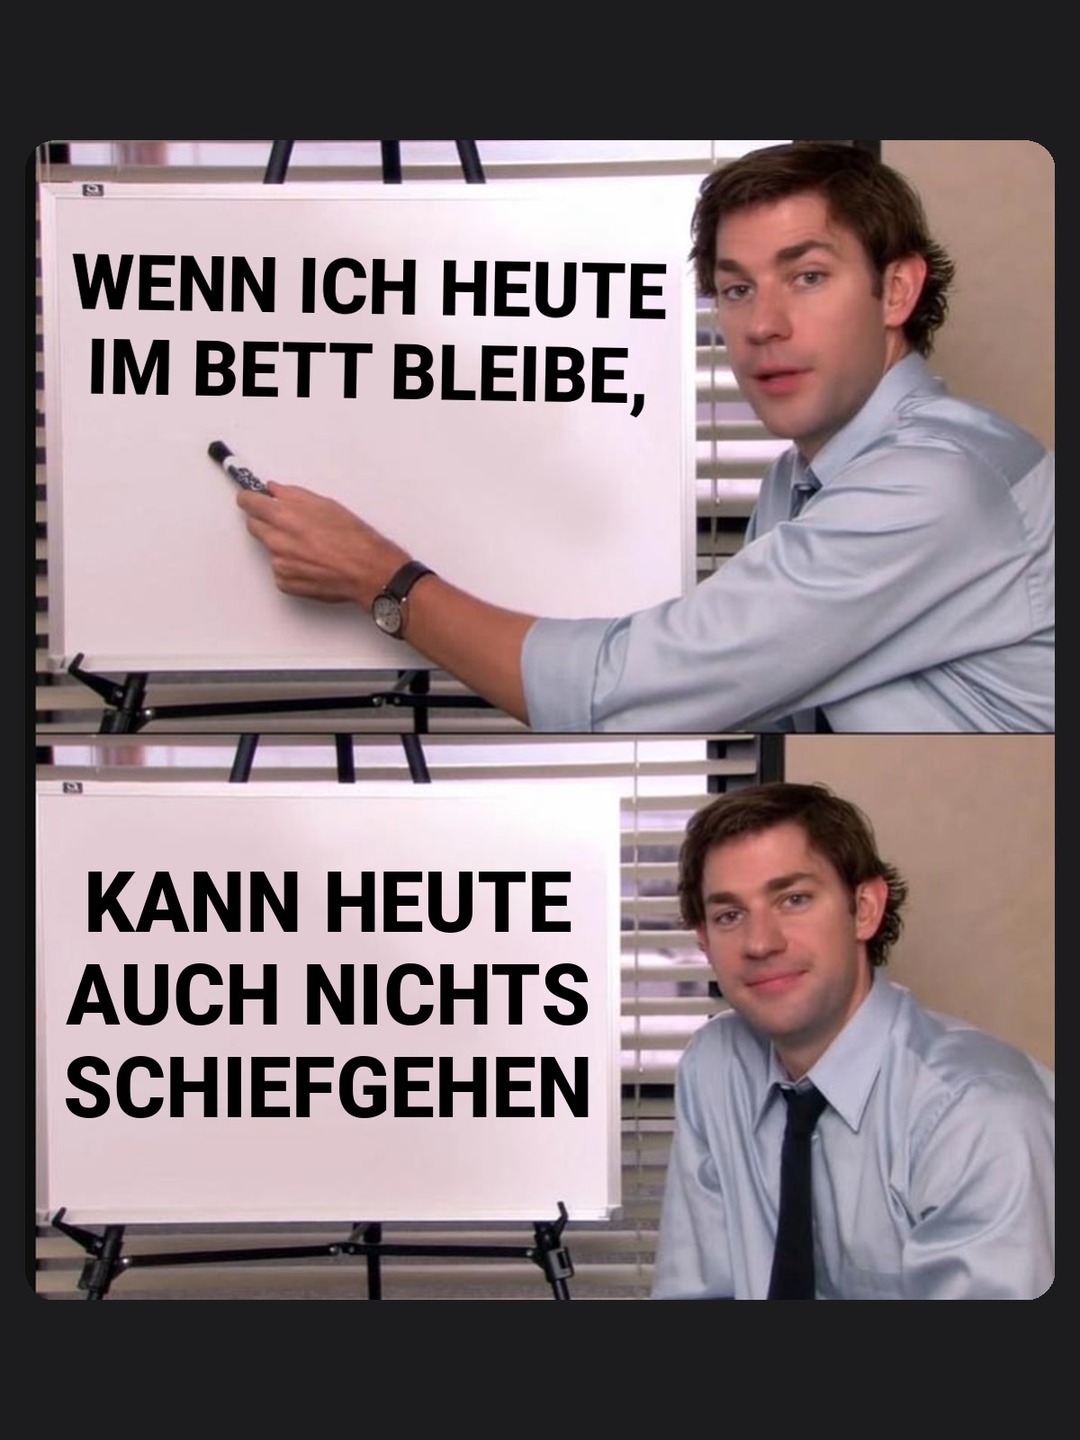 WENN ICH HEUTE
IM BETT BLEIBE,
KANN HEUTE
AUCH NICHTS
SCHIEFGEHEN